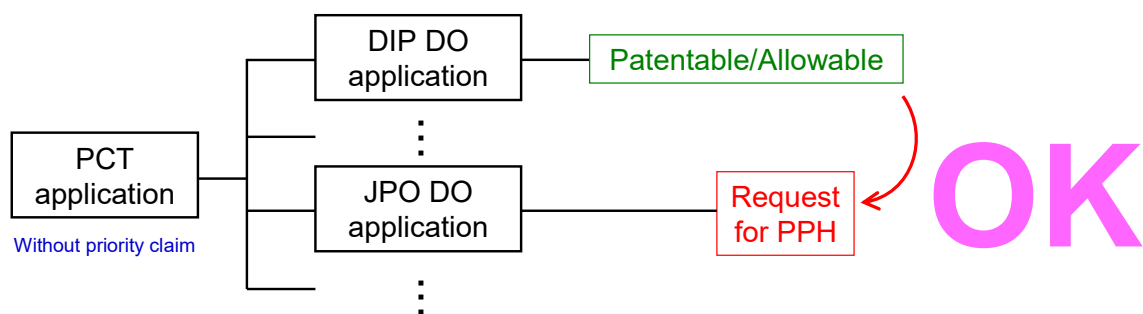 DIP DO
application
Patentable/Allowable
PCT
application
Without priority claim
JPO DO
application
Request
for PPH
OK